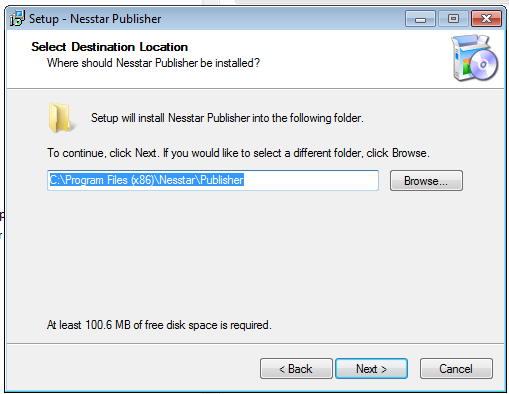 Setup - Nesstar Publisher
Select Destination Location
Where should Nesstar Publisher be installed?
Setup will install Nesstar Publisher into the following folder.
To continue, click Next. If you would like to select a different folder, click Browse.
C:\Program Files (x86)\Nesstar\Publisher
Browse...
At least 100.6 MB of free disk space is required.
< Back
Next >
Cancel